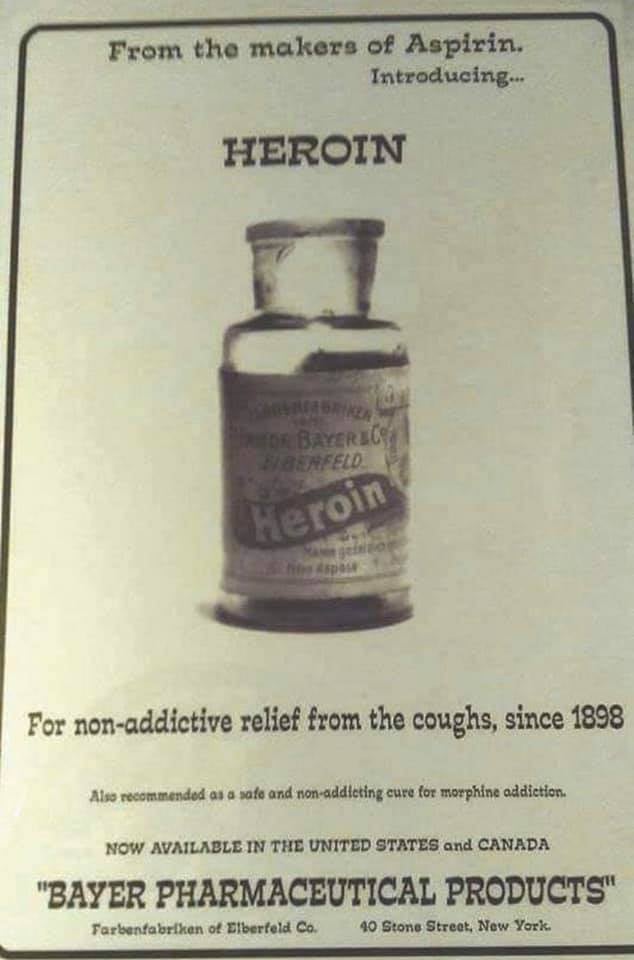 From the makers of Aspirin.
Introducing...
HEROIN
BAYER & Co
ELBERFELD
Heroin
For non-addictive relief from the coughs, since 1898
Also recommended as a safe and non-addicting cure for morphine addiction.
NOW AVAILABLE IN THE UNITED STATES and CANADA
"BAYER PHARMACEUTICAL PRODUCTS"
Farbenfabriken of Elberfeld Co. 40 Stone Street, New York.